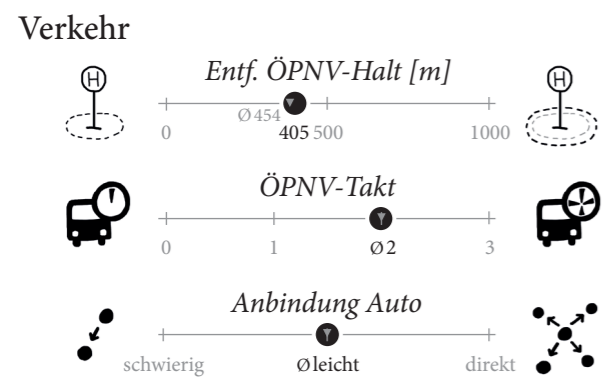 Verkehr
H
Entf. ÖPNV-Halt [m]
H
Ø 454
0 405 500 1000
ÖPNV-Takt
0 1 Ø 2 3
Anbindung Auto
schwierig Ø leicht direkt